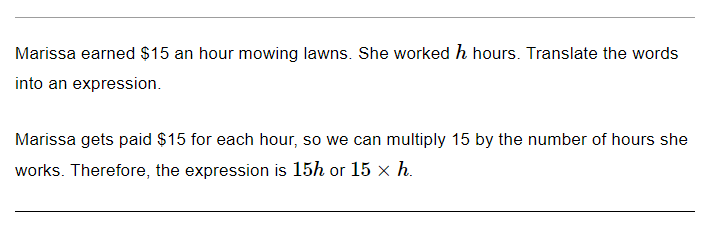 Marissa earned $15 an hour mowing lawns. She worked h hours. Translate the words
into an expression.
Marissa gets paid $15 for each hour, so we can multiply 15 by the number of hours she
works. Therefore, the expression is 15h or 15 × h.